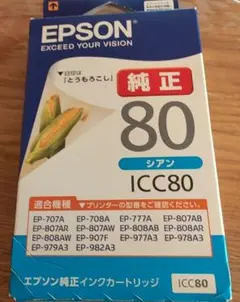 EPSON
EXCEED YOUR VISION
目印は
「とうもろこし」
純正
80
シアン
ICC80
適合機種
▼プリンターの型番をご確認ください
EP-707A EP-708A EP-777A EP-807AB
EP-807AR EP-807AW EP-808AB EP-808AR
EP-808AW EP-907F EP-977A3 EP-978A3
EP-979A3 EP-982A3
エプソン純正インクカートリッジ ICC80